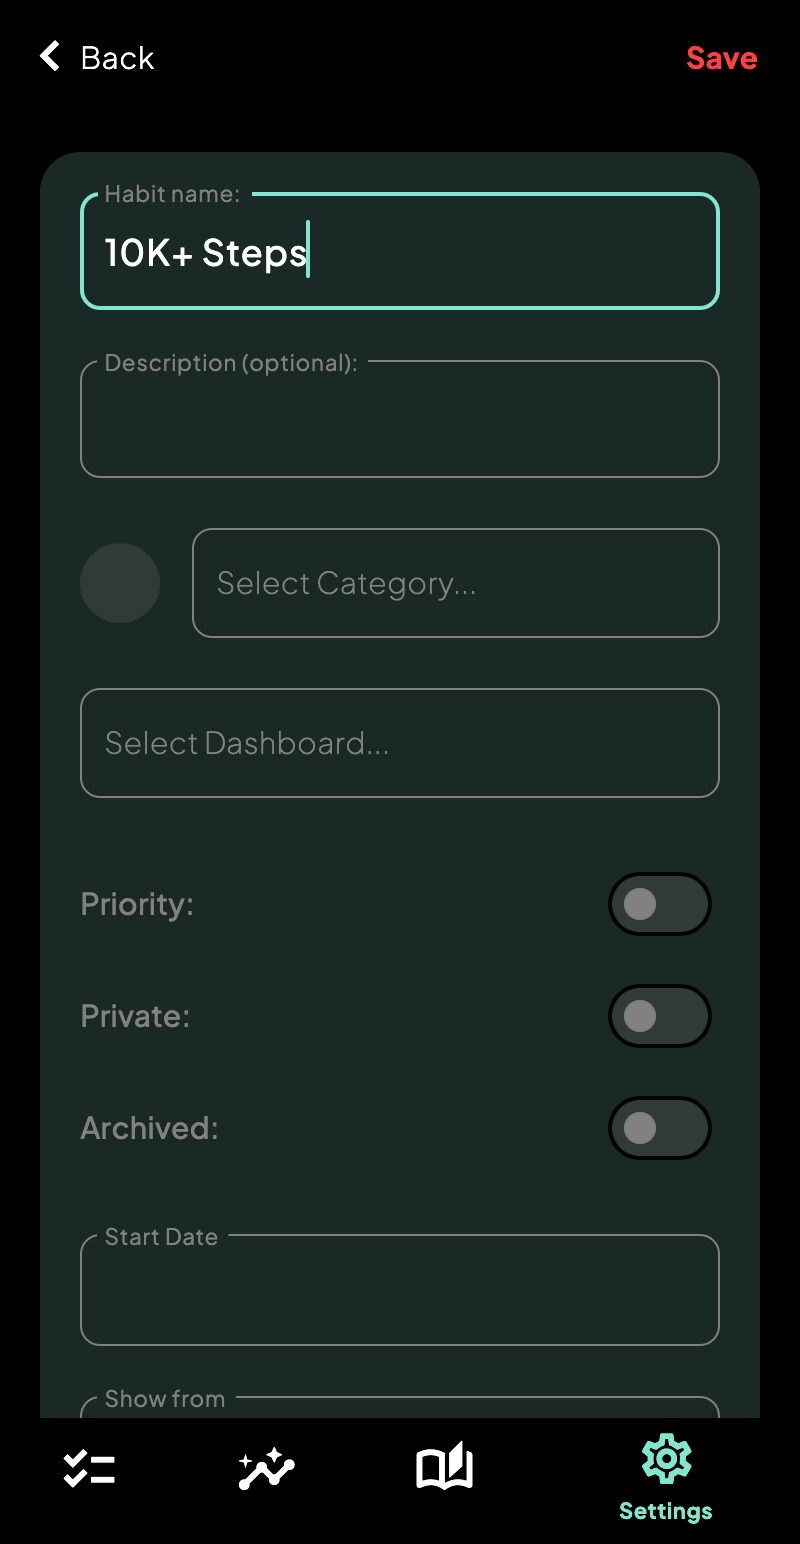 Back
Save
Habit name:
10K+ Steps
Description (optional):
Select Category...
Select Dashboard...
Priority:
Private:
Archived:
Start Date
Show from
Settings